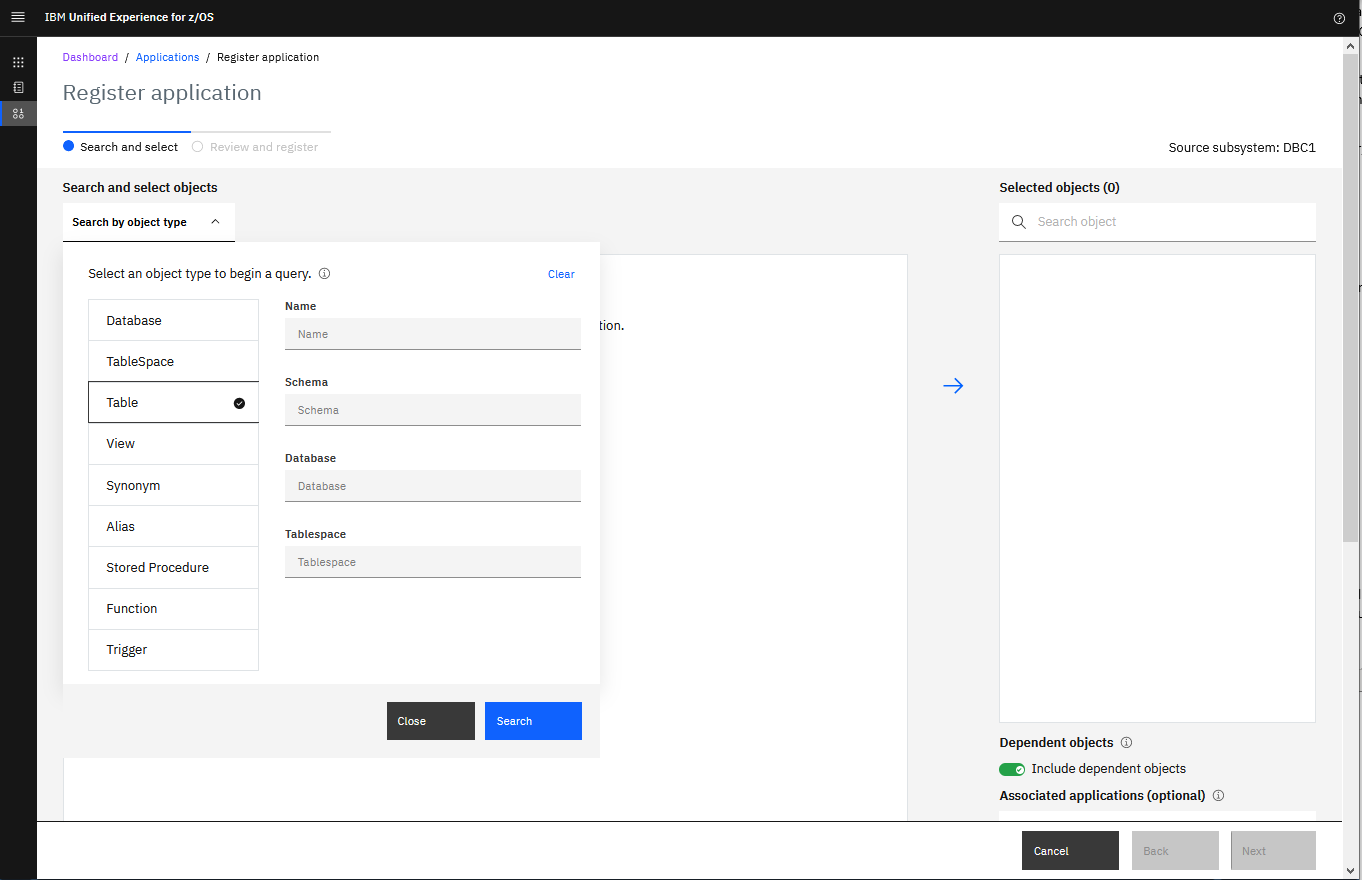 IBM Unified Experience for z/OS
Dashboard / Applications / Register application
Register application
Search and select
Review and register
Source subsystem: DBC1
Search and select objects
Selected objects (0)
Search by object type
Search object
Select an object type to begin a query.
Clear
Database
TableSpace
Table
View
Synonym
Alias
Stored Procedure
Function
Trigger
Name
Name
Schema
Schema
Database
Database
Tablespace
Tablespace
tion.
Close
Search
Dependent objects
Include dependent objects
Associated applications (optional)
Cancel
Back
Next